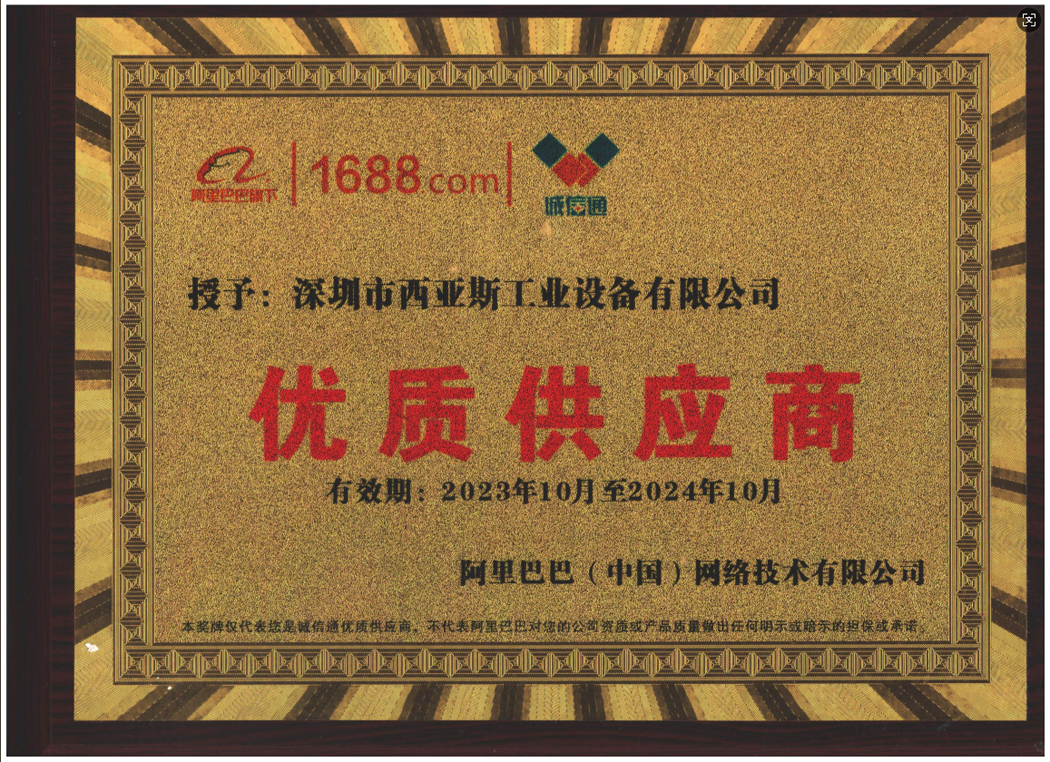 阿里巴巴旗下
1688.com
诚信通
授予：深圳市西亚斯工业设备有限公司
优质供应商
有效期：2023年10月至2024年10月
阿里巴巴（中国）网络技术有限公司
本奖牌仅代表您是诚信通优质供应商。不代表阿里巴巴对您的公司资质或产品质量做出任何明示或暗示的担保或承诺。